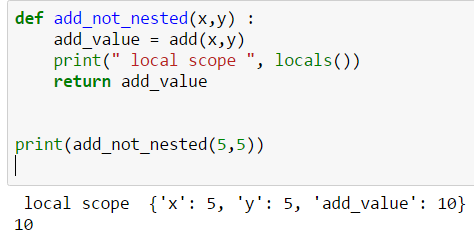 def add_not_nested(x,y) :
    add_value = add(x,y)
    print(" local scope ", locals())
    return add_value
print(add_not_nested(5,5))
 local scope  {'x': 5, 'y': 5, 'add_value': 10}
10